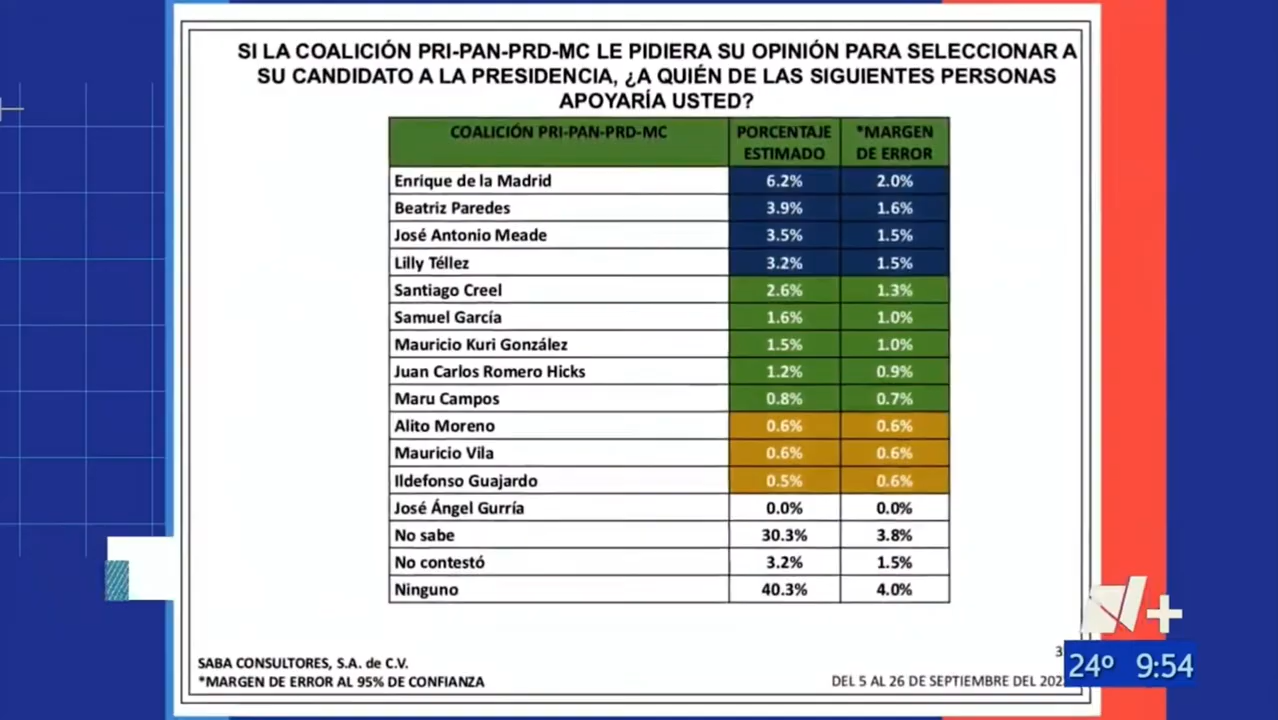 SI LA COALICIÓN PRI-PAN-PRD-MC LE PIDIERA SU OPINIÓN PARA SELECCIONAR A
SU CANDIDATO A LA PRESIDENCIA, ¿A QUIÉN DE LAS SIGUIENTES PERSONAS
APOYARÍA USTED?
COALICIÓN PRI-PAN-PRD-MC PORCENTAJE ESTIMADO *MARGEN DE ERROR
Enrique de la Madrid 6.2% 2.0%
Beatriz Paredes 3.9% 1.6%
José Antonio Meade 3.5% 1.5%
Lilly Téllez 3.2% 1.5%
Santiago Creel 2.6% 1.3%
Samuel García 1.6% 1.0%
Mauricio Kuri González 1.5% 1.0%
Juan Carlos Romero Hicks 1.2% 0.9%
Maru Campos 0.8% 0.7%
Alito Moreno 0.6% 0.6%
Mauricio Vila 0.6% 0.6%
Ildefonso Guajardo 0.5% 0.6%
José Ángel Gurría 0.0% 0.0%
No sabe 30.3% 3.8%
No contestó 3.2% 1.5%
Ninguno 40.3% 4.0%
SABA CONSULTORES, S.A. de C.V.
*MARGEN DE ERROR AL 95% DE CONFIANZA
DEL 5 AL 26 DE SEPTIEMBRE DEL
N+
24º 9:54